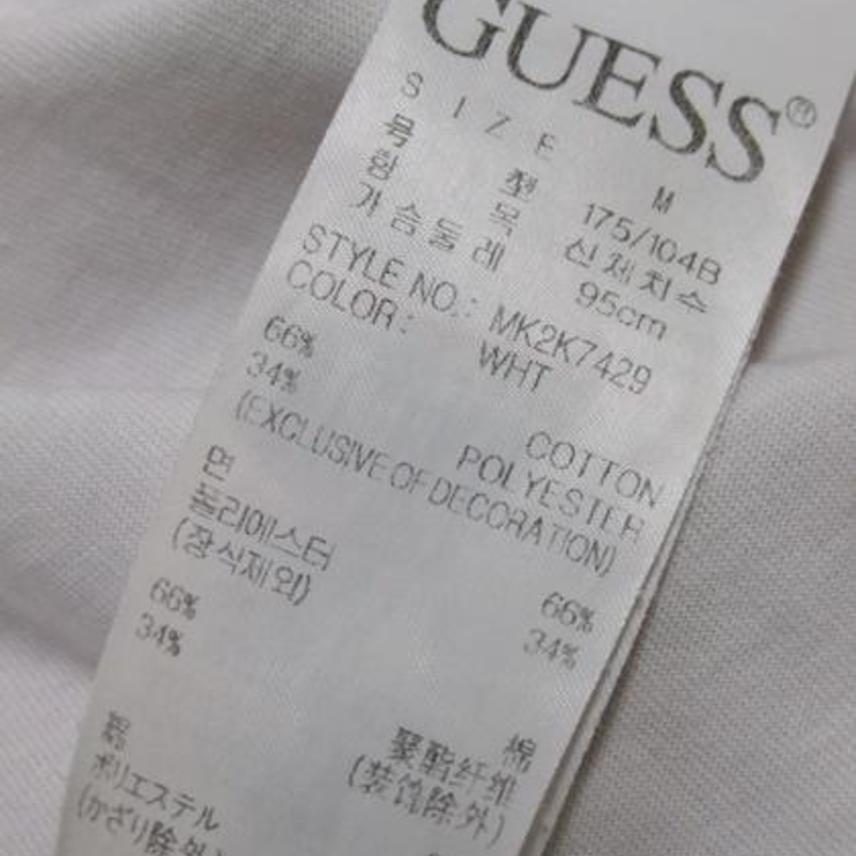 GUESS®
SIZE M
호 형 175/104B
항 목 신체치수
가슴둘레 95cm
STYLE NO.: MK2K7429
COLOR: WHT
66% COTTON
34% POLYESTER
(EXCLUSIVE OF DECORATION)
면 66%
폴리에스터 34%
(장식제외)
66% 棉
34% 聚酯纤维
(装饰除外)
綿
ポリエステル
(かざり除外)